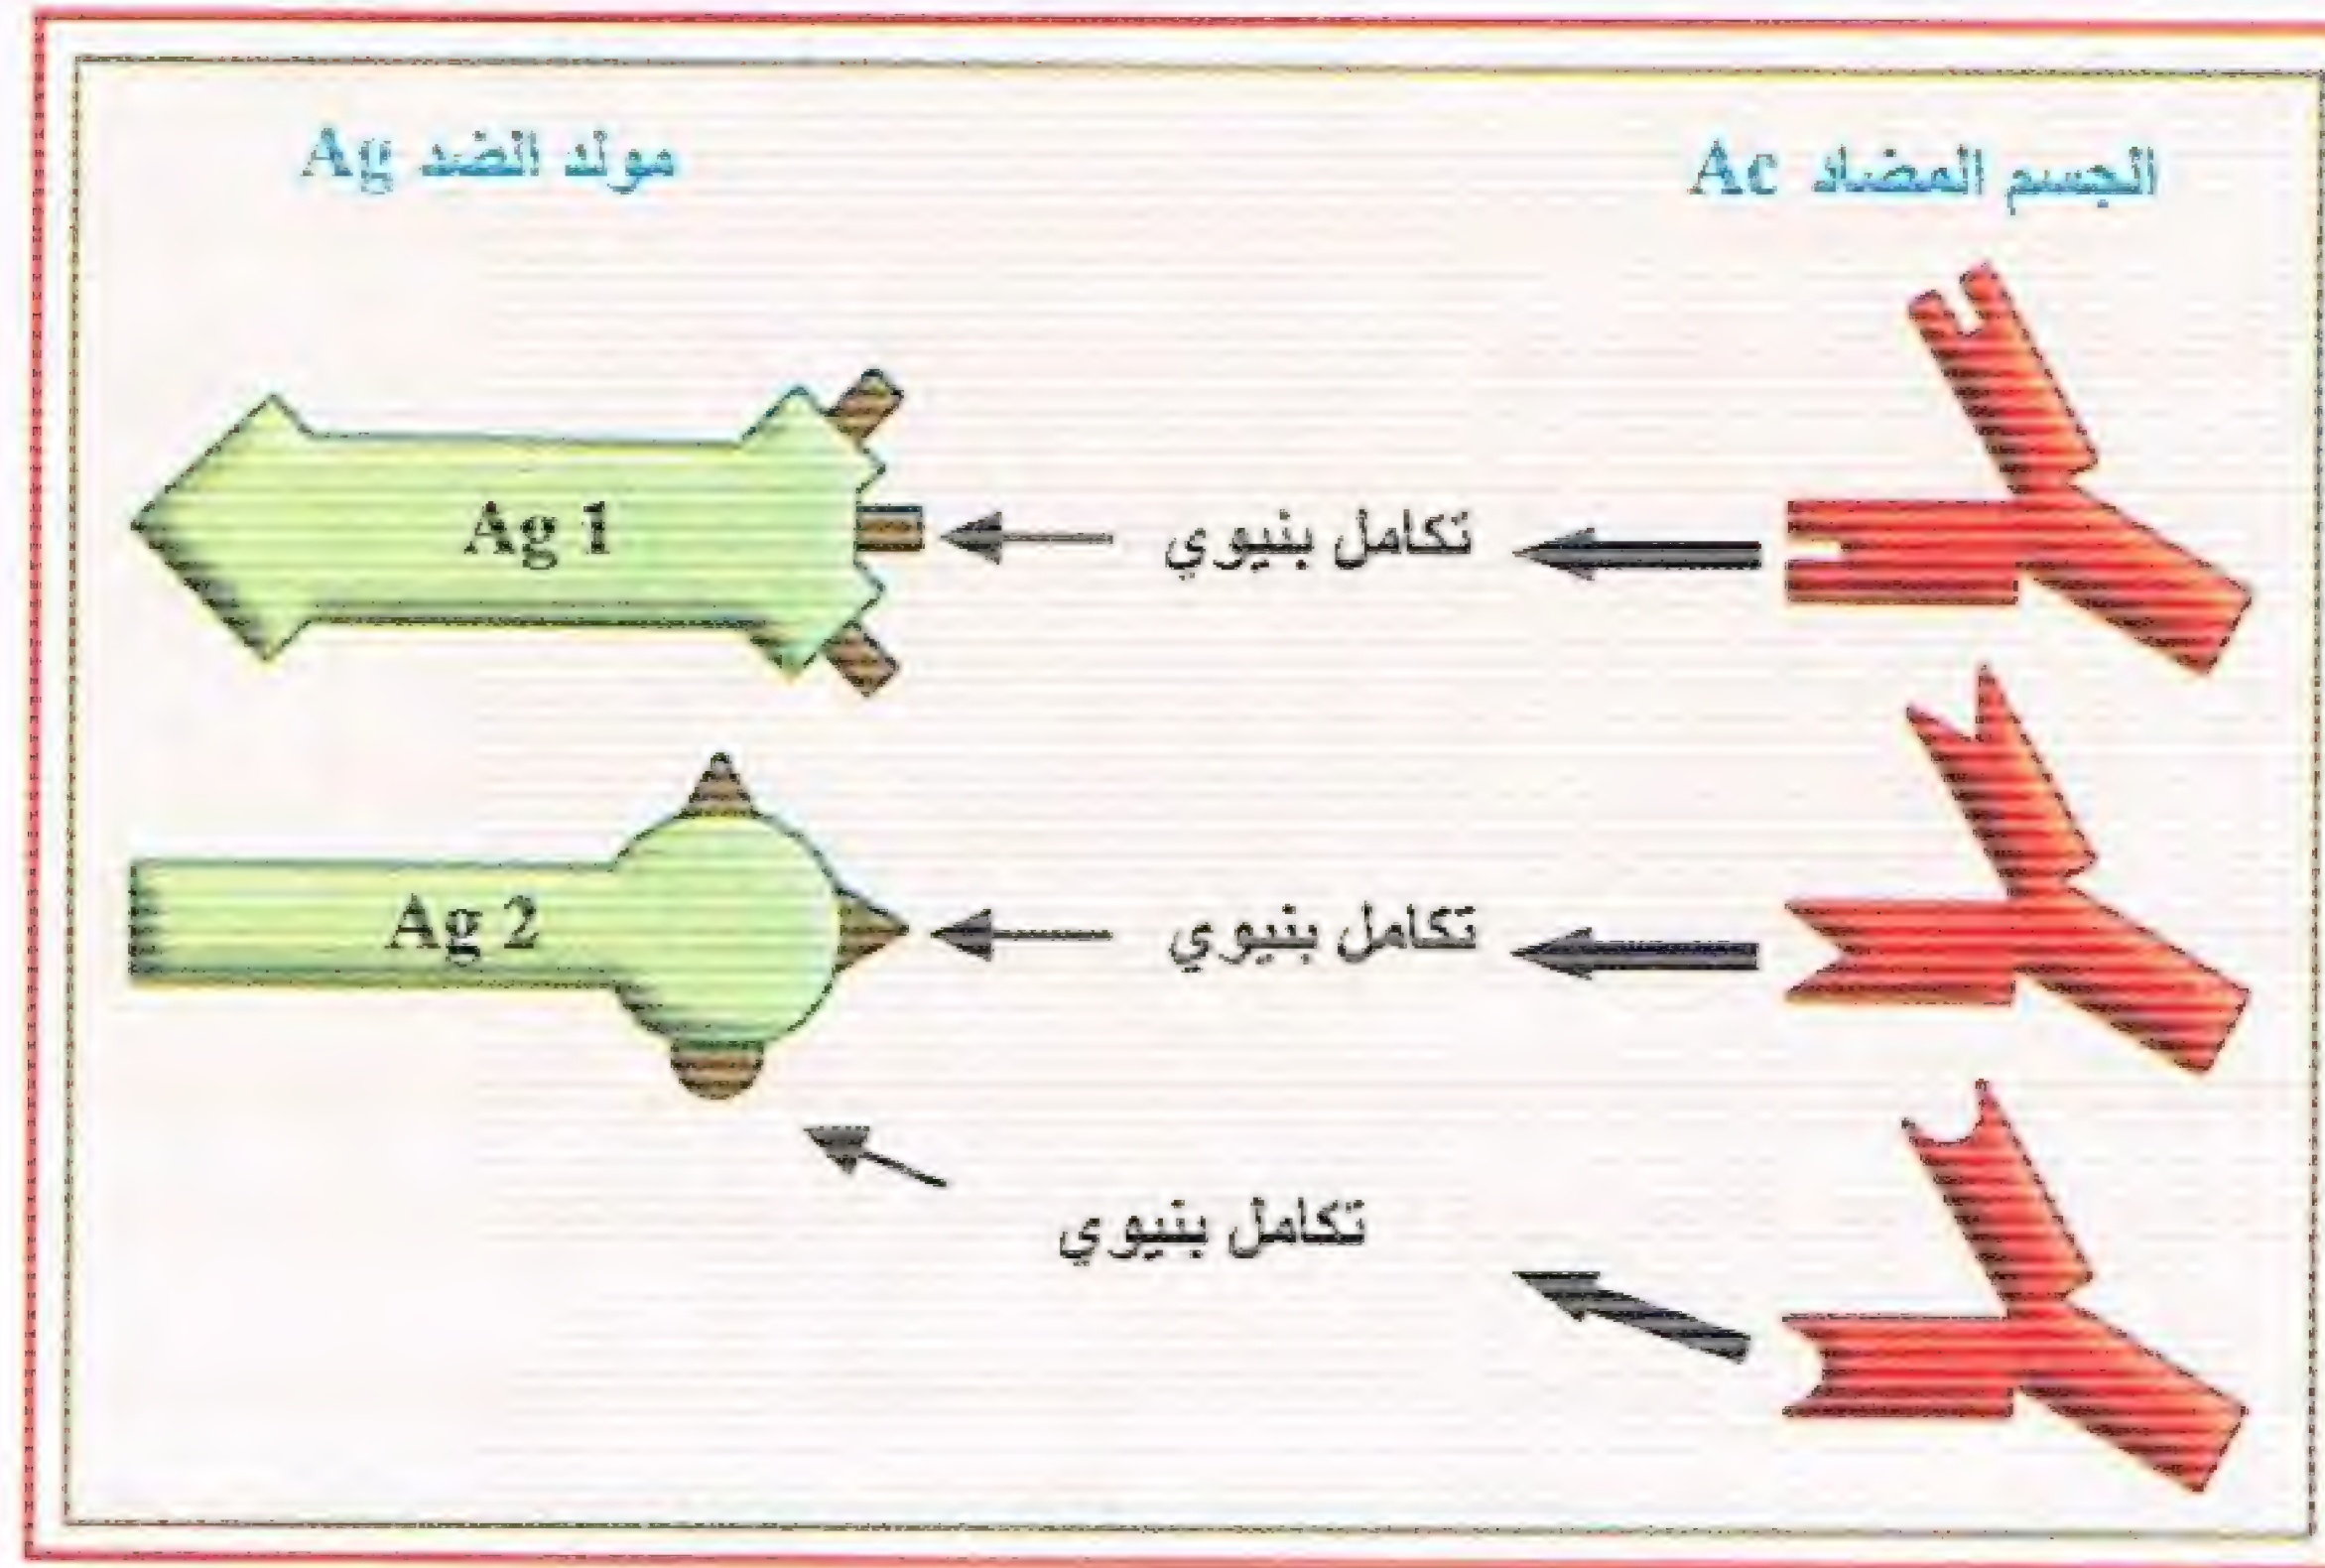 الجسم المضاد Ac
مولد الضد Ag
Ag 1
تكامل بنيوي
Ag 2
تكامل بنيوي
تكامل بنيوي